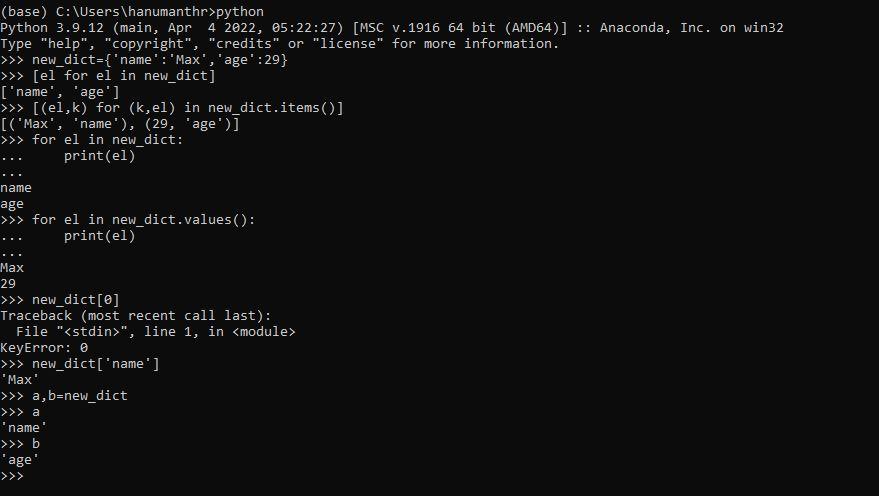 (base) C:\Users\hanumanthr>python
Python 3.9.12 (main, Apr  4 2022, 05:22:27) [MSC v.1916 64 bit (AMD64)] :: Anaconda, Inc. on win32
Type "help", "copyright", "credits" or "license" for more information.
>>> new_dict={'name':'Max','age':29}
>>> [el for el in new_dict]
['name', 'age']
>>> [(el,k) for (k,el) in new_dict.items()]
[('Max', 'name'), (29, 'age')]
>>> for el in new_dict:
...     print(el)
...
name
age
>>> for el in new_dict.values():
...     print(el)
...
Max
29
>>> new_dict[0]
Traceback (most recent call last):
  File "<stdin>", line 1, in <module>
KeyError: 0
>>> new_dict['name']
'Max'
>>> a,b=new_dict
>>> a
'name'
>>> b
'age'
>>>